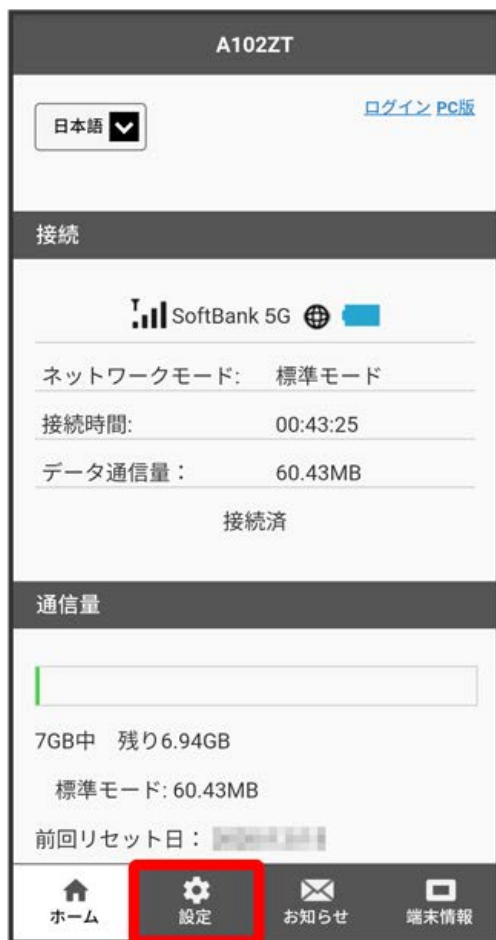 A102ZT
日本語
ログイン PC版
接続
SoftBank 5G
ネットワークモード: 標準モード
接続時間: 00:43:25
データ通信量： 60.43MB
接続済
通信量
7GB中 残り6.94GB
標準モード: 60.43MB
前回リセット日：
ホーム 設定 お知らせ 端末情報